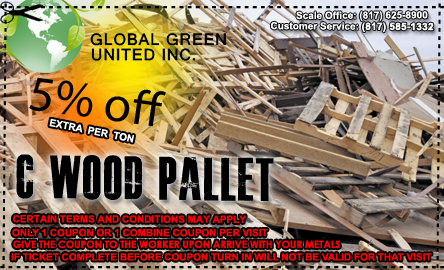 Scale Office: (817) 625-8900
Customer Service: (817) 585-1332
GLOBAL GREEN
UNITED INC.
5% off
EXTRA PER TON
C WOOD PALLET
CERTAIN TERMS AND CONDITIONS MAY APPLY
ONLY 1 COUPON OR 1 COMBINE COUPON PER VISIT
GIVE THE COUPON TO THE WORKER UPON ARRIVE WITH YOUR METALS
IF TICKET COMPLETE BEFORE COUPON TURN IN WILL NOT BE VALID FOR THAT VISIT